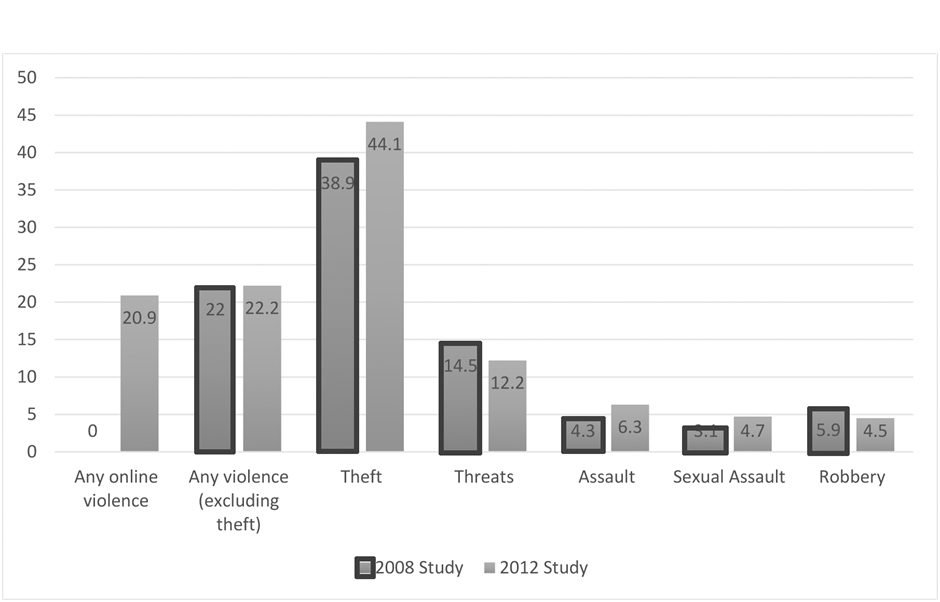 50
45
40
35
30
25
20
15
10
5
0
0
20.9
22
22.2
38.9
44.1
14.5
12.2
4.3
6.3
3.1
4.7
5.9
4.5
Any online
violence
Any violence
(excluding
theft)
Theft
Threats
Assault
Sexual Assault
Robbery
2008 Study
2012 Study